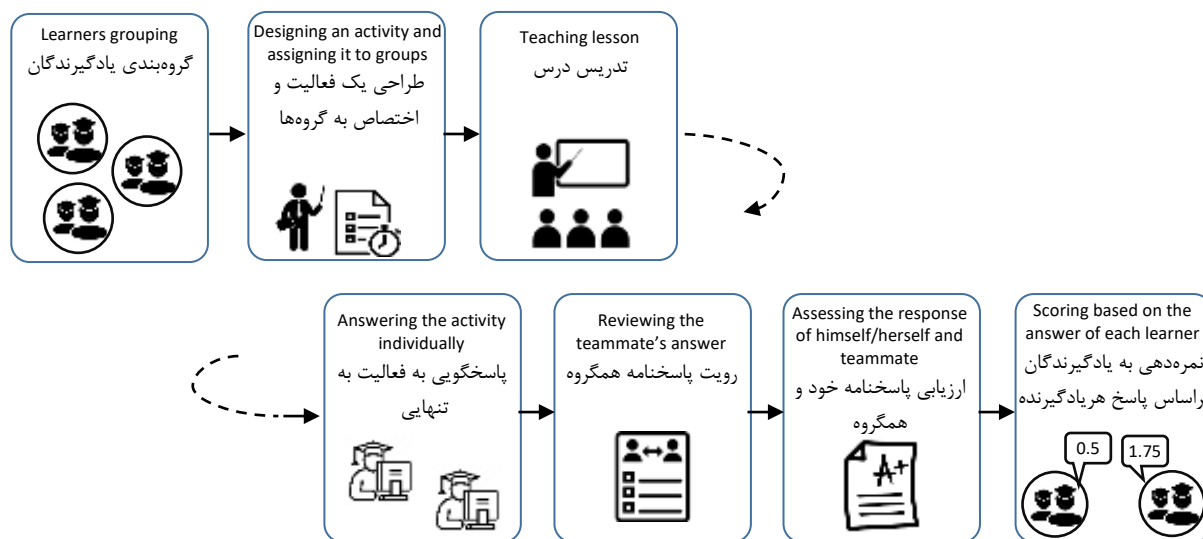 Learners grouping
گروه‌بندی یادگیرندگان
Designing an activity and
assigning it to groups
طراحی یک فعالیت و
اختصاص به گروه‌ها
Teaching lesson
تدریس درس
Answering the activity
individually
پاسخگویی به فعالیت به
تنهایی
Reviewing the
teammate's answer
رویت پاسخنامه همگروه
Assessing the response
of himself/herself and
teammate
ارزیابی پاسخنامه خود و
همگروه
A+
Scoring based on the
answer of each learner
نمره‌دهی به یادگیرندگان
راساس پاسخ هریادگیرنده
0.5
1.75